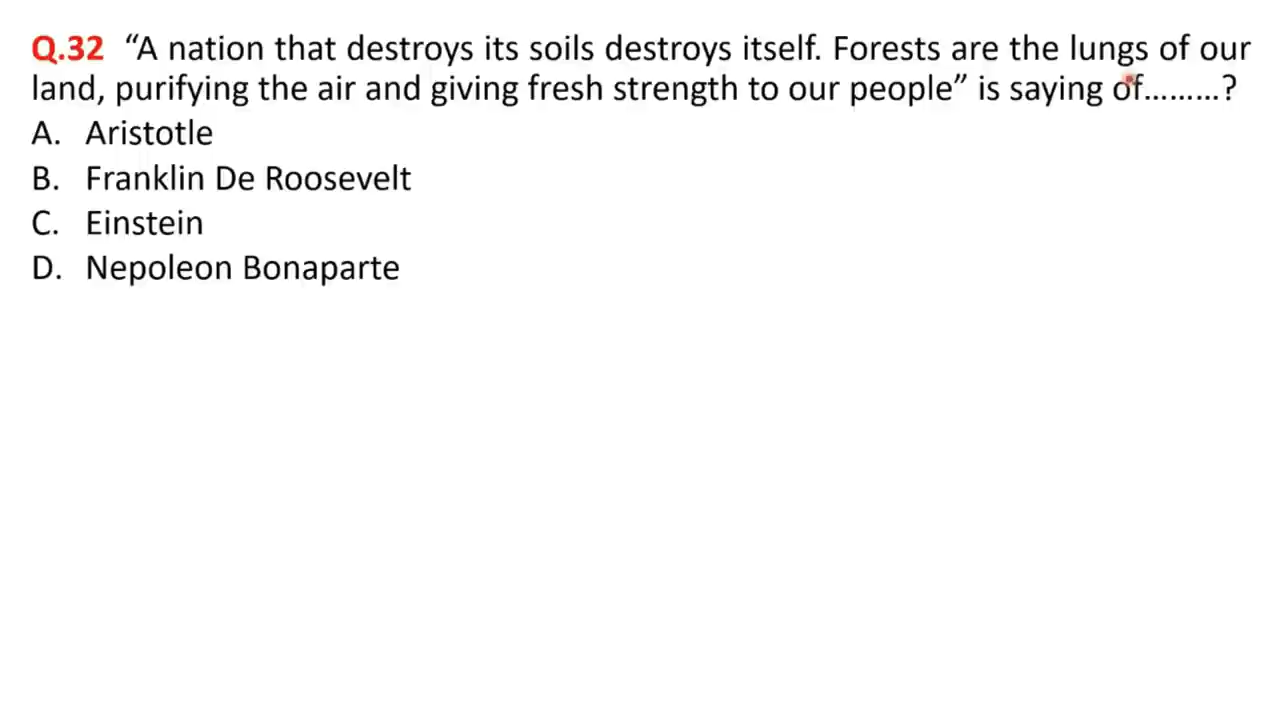 Q.32 “A nation that destroys its soils destroys itself. Forests are the lungs of our
land, purifying the air and giving fresh strength to our people” is saying of.........?
A. Aristotle
B. Franklin De Roosevelt
C. Einstein
D. Nepoleon Bonaparte